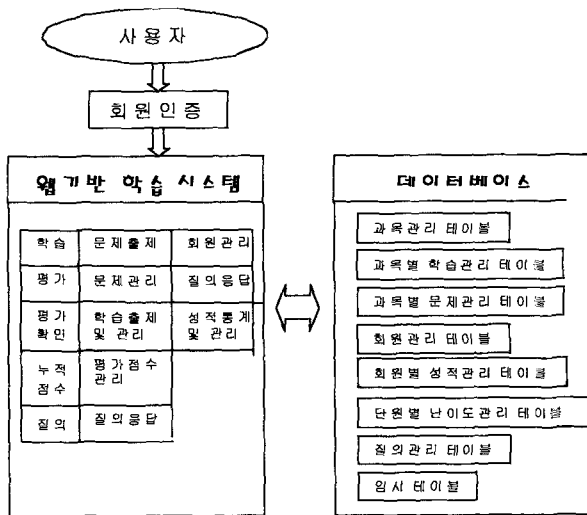 사용자
회원인증
웹기반 학습 시스템
학습 문제출제 회원관리
평가 문제관리 질의응답
평가 학습출제 성적통계
확인 및 관리 및 관리
누적 평가점수
점수 관리
질의 질의응답
데이터베이스
과목관리 테이블
과목별 학습관리 테이블
과목별 문제관리 테이블
회원관리 테이블
회원별 성적관리 테이블
단원별 난이도관리 테이블
질의관리 테이블
임시 테이블